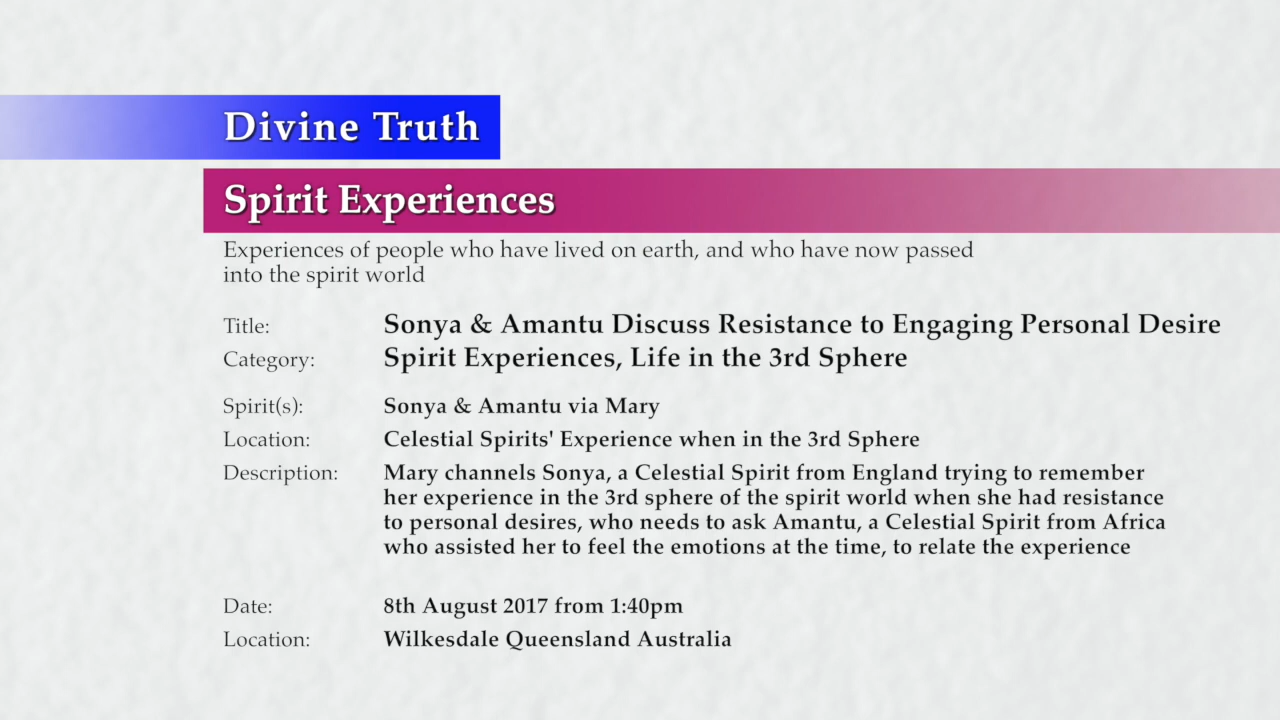 Divine Truth
Spirit Experiences
Experiences of people who have lived on earth, and who have now passed
into the spirit world
Title: Sonya & Amantu Discuss Resistance to Engaging Personal Desire
Category: Spirit Experiences, Life in the 3rd Sphere
Spirit(s): Sonya & Amantu via Mary
Location: Celestial Spirits' Experience when in the 3rd Sphere
Description: Mary channels Sonya, a Celestial Spirit from England trying to remember
her experience in the 3rd sphere of the spirit world when she had resistance
to personal desires, who needs to ask Amantu, a Celestial Spirit from Africa
who assisted her to feel the emotions at the time, to relate the experience
Date: 8th August 2017 from 1:40pm
Location: Wilkesdale Queensland Australia